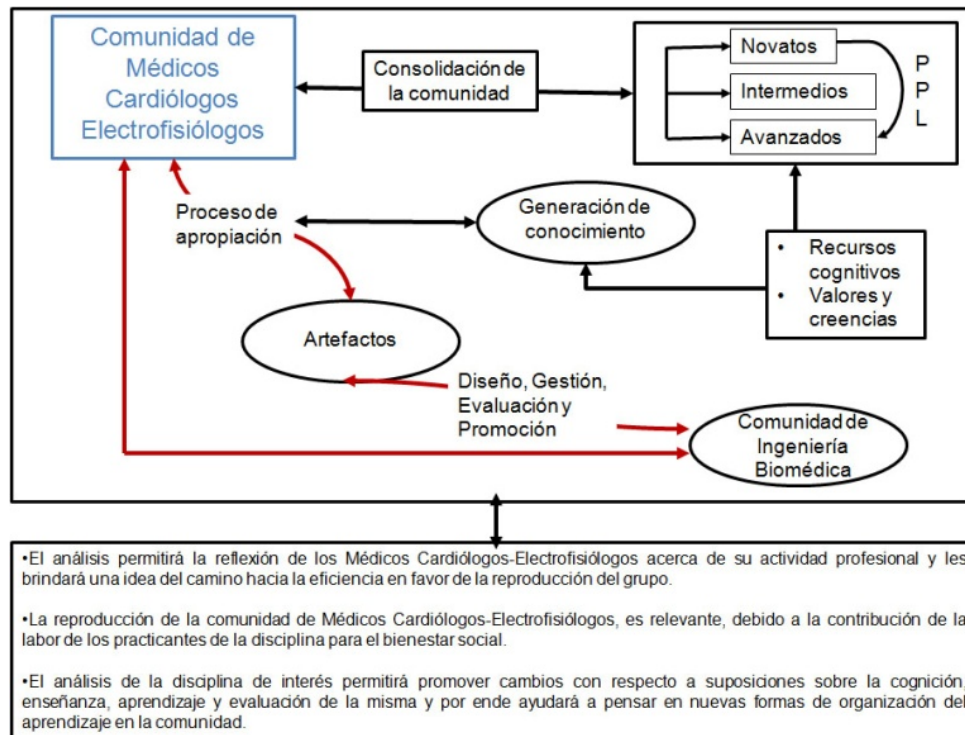 Comunidad de
Médicos
Cardiólogos
Electrofisiólogos
Consolidación de
la comunidad
Novatos
Intermedios
Avanzados
P
P
L
Proceso de
apropiación
Generación de
conocimiento
• Recursos
cognitivos
• Valores y
creencias
Artefactos
Diseño, Gestión,
Evaluación y
Promoción
Comunidad de
Ingeniería
Biomédica
•El análisis permitirá la reflexión de los Médicos Cardiólogos-Electrofisiólogos acerca de su actividad profesional y les
brindará una idea del camino hacia la eficiencia en favor de la reproducción del grupo.
•La reproducción de la comunidad de Médicos Cardiólogos-Electrofisiólogos, es relevante, debido a la contribución de la
labor de los practicantes de la disciplina para el bienestar social.
•El análisis de la disciplina de interés permitirá promover cambios con respecto a suposiciones sobre la cognición,
enseñanza, aprendizaje y evaluación de la misma y por ende ayudará a pensar en nuevas formas de organización del
aprendizaje en la comunidad.